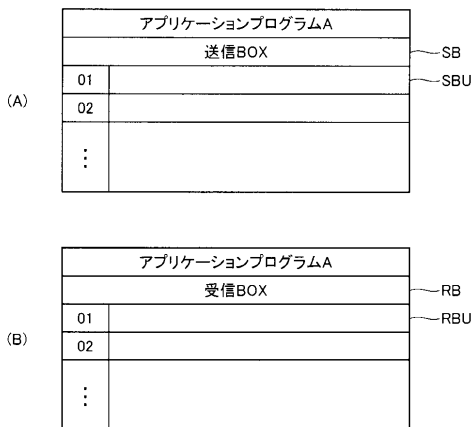 アプリケーションプログラムA
送信BOX
SB
01
SBU
(A)
02
⋮
アプリケーションプログラムA
受信BOX
RB
01
RBU
(B)
02
⋮